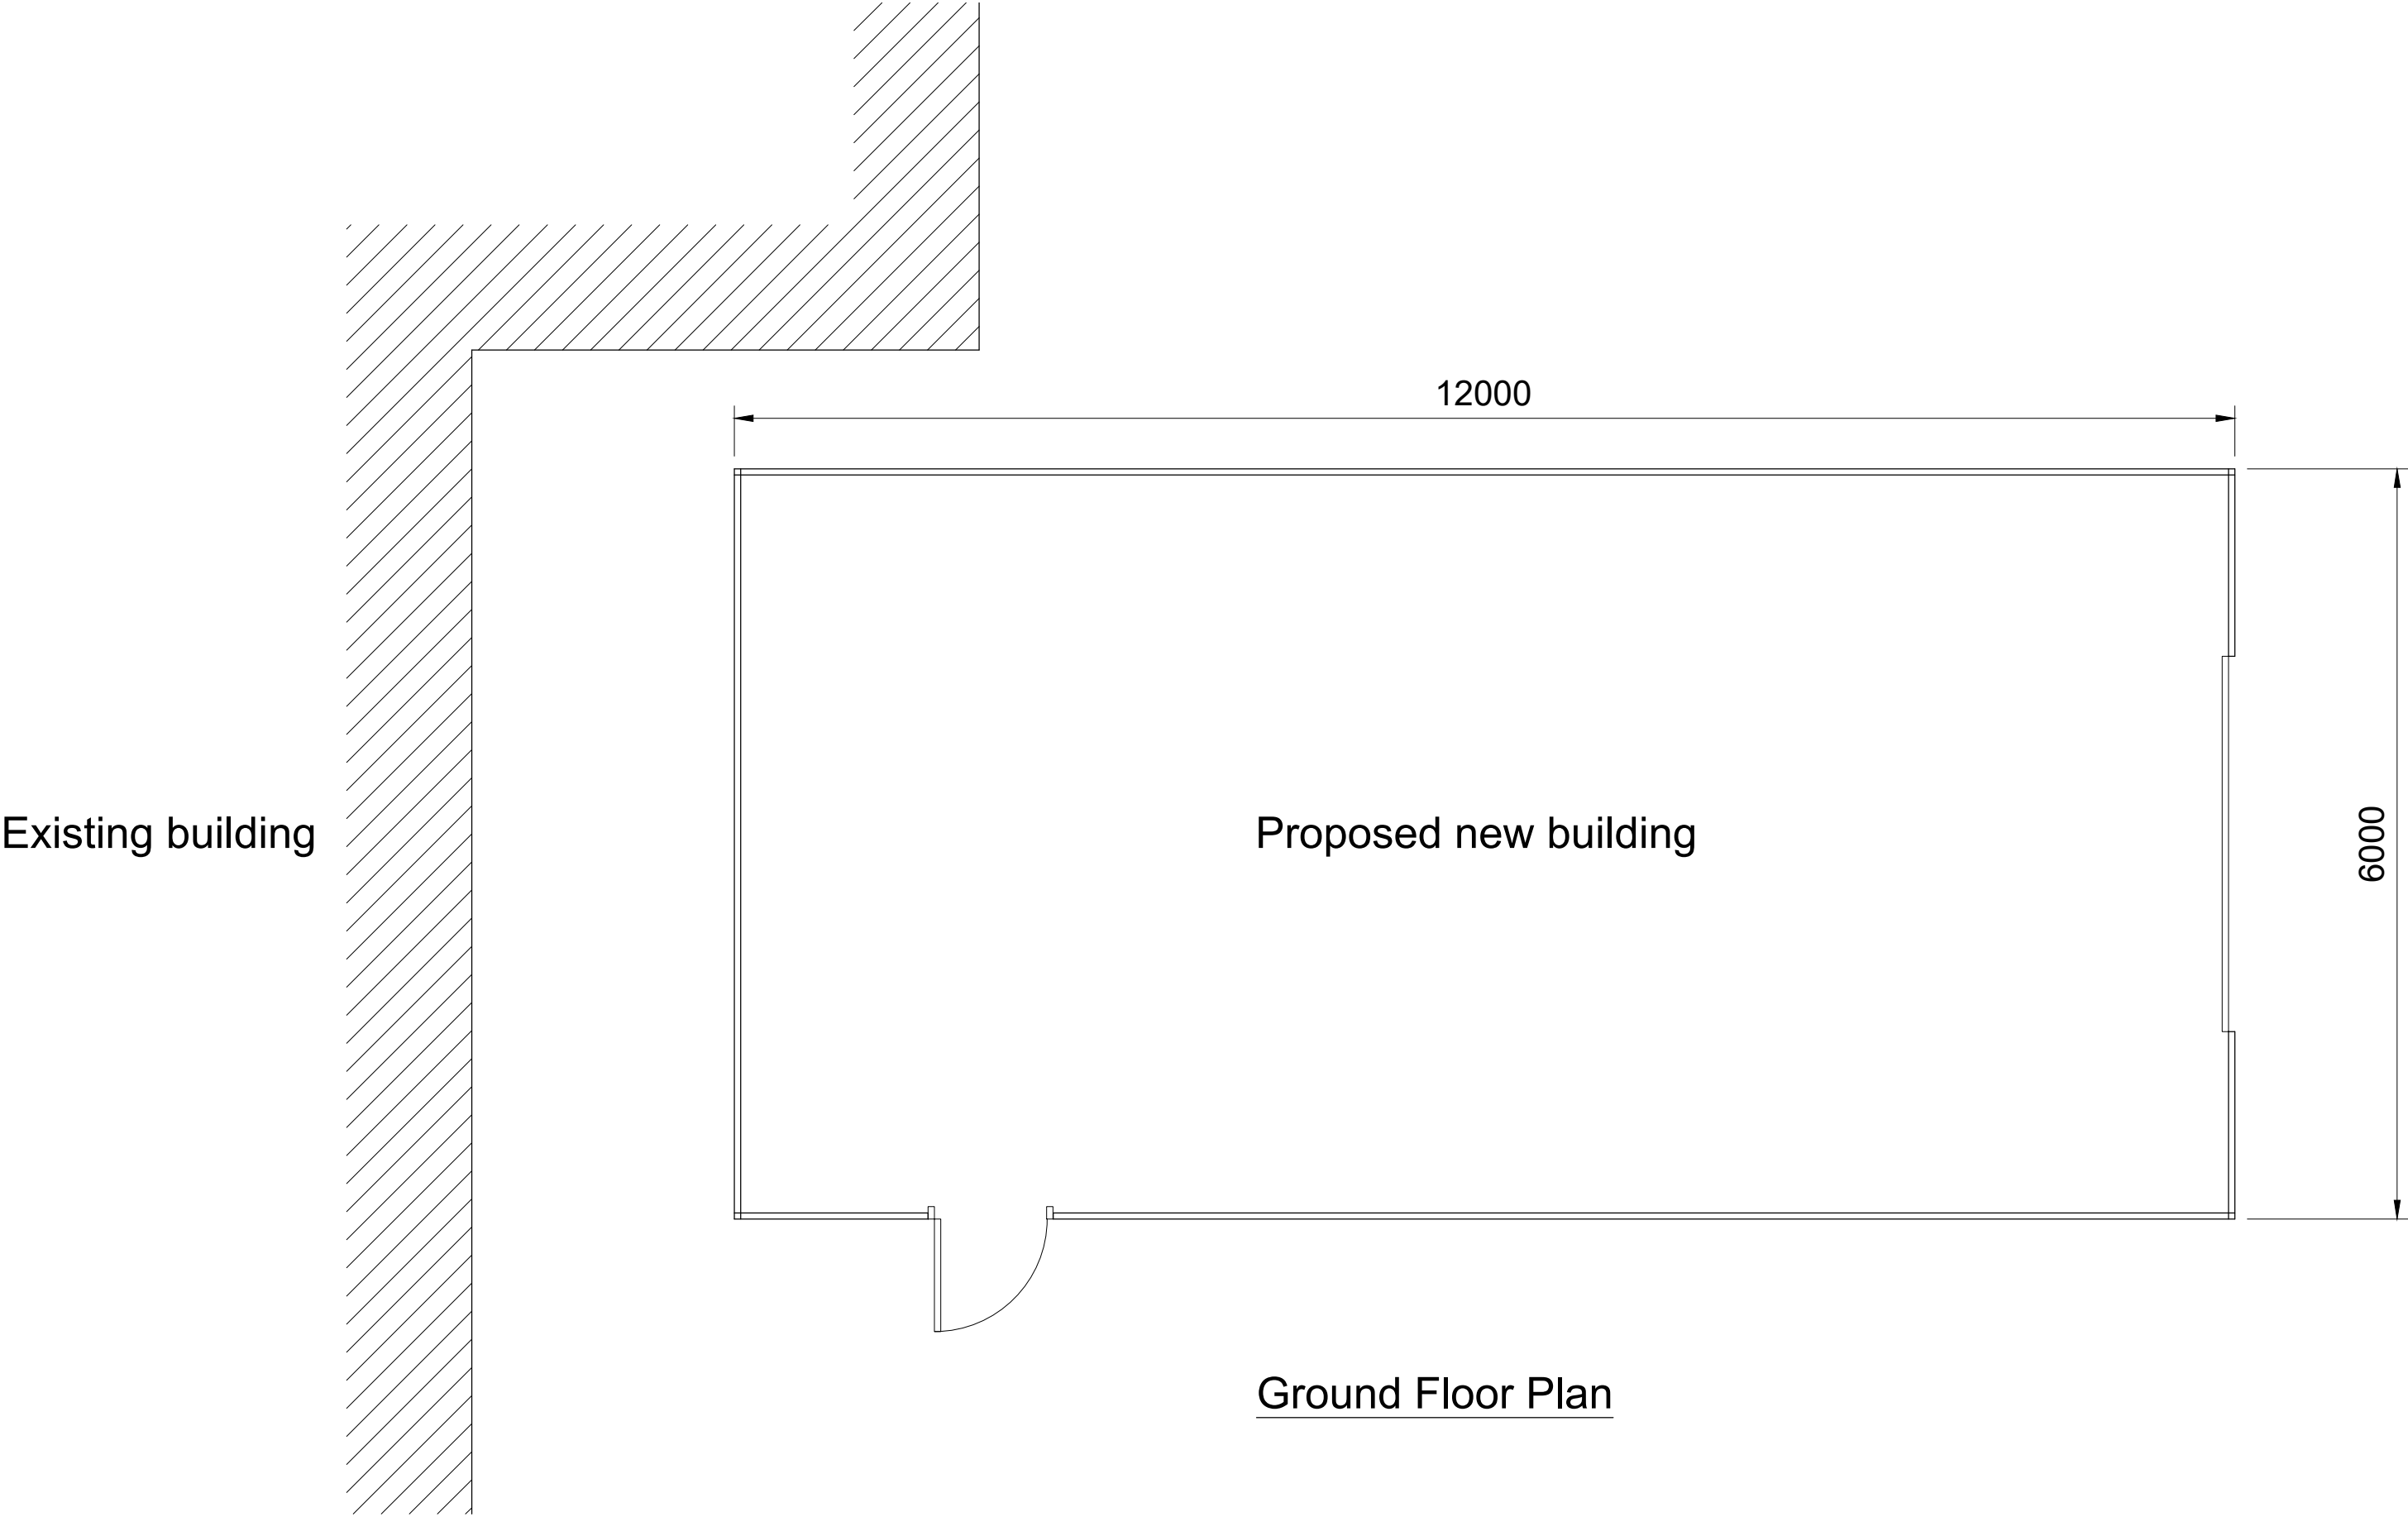 12000
Existing building
Proposed new building
6000
Ground Floor Plan